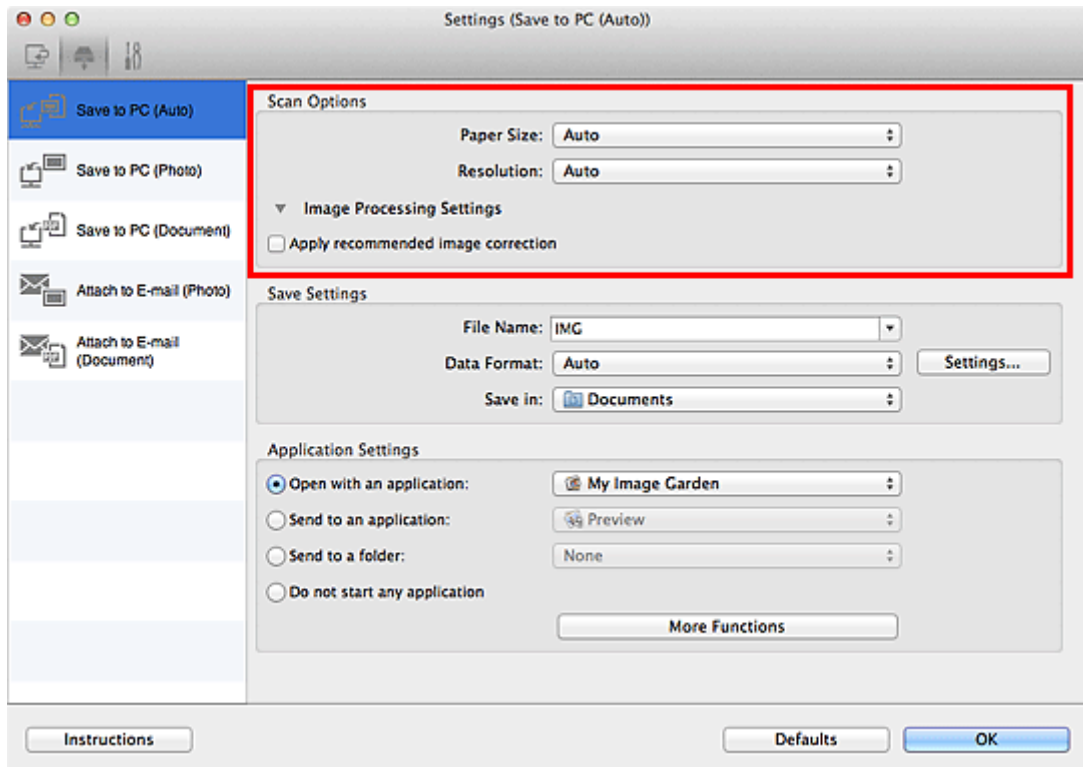 Settings (Save to PC (Auto))
Save to PC (Auto)
Save to PC (Photo)
Save to PC (Document)
Attach to E-mail (Photo)
Attach to E-mail
(Document)
Scan Options
Paper Size: Auto
Resolution: Auto
Image Processing Settings
Apply recommended image correction
Save Settings
File Name: IMG
Data Format: Auto Settings...
Save in: Documents
Application Settings
Open with an application: My Image Garden
Send to an application: Preview
Send to a folder: None
Do not start any application
More Functions
Instructions Defaults OK